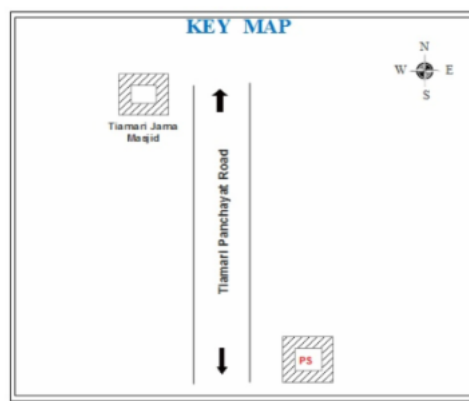 KEY MAP
N
W E
S
Tiamari Jama
Masjid
Tiamari Panchayat Road
PS